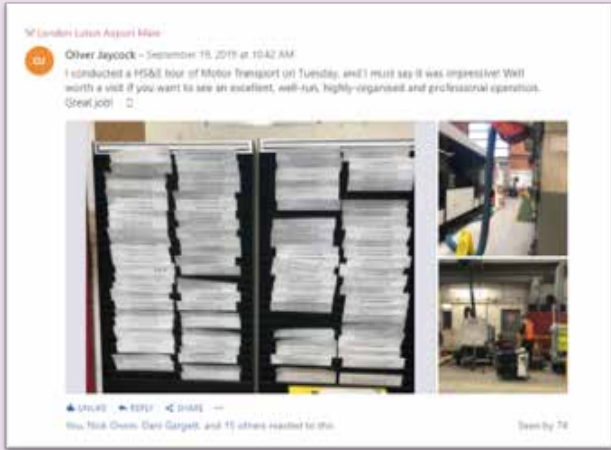 London Luton Airport Main
OJ
Oliver Jaycock – September 19, 2019 at 10:42 AM
I conducted a HS&E tour of Motor Transport on Tuesday, and I must say it was impressive! Well
worth a visit if you want to see an excellent, well-run, highly-organised and professional operation.
Great job!
UNLIKE REPLY SHARE ···
You, Nick Dani Gargett, and 15 others reacted to this
Seen by 74